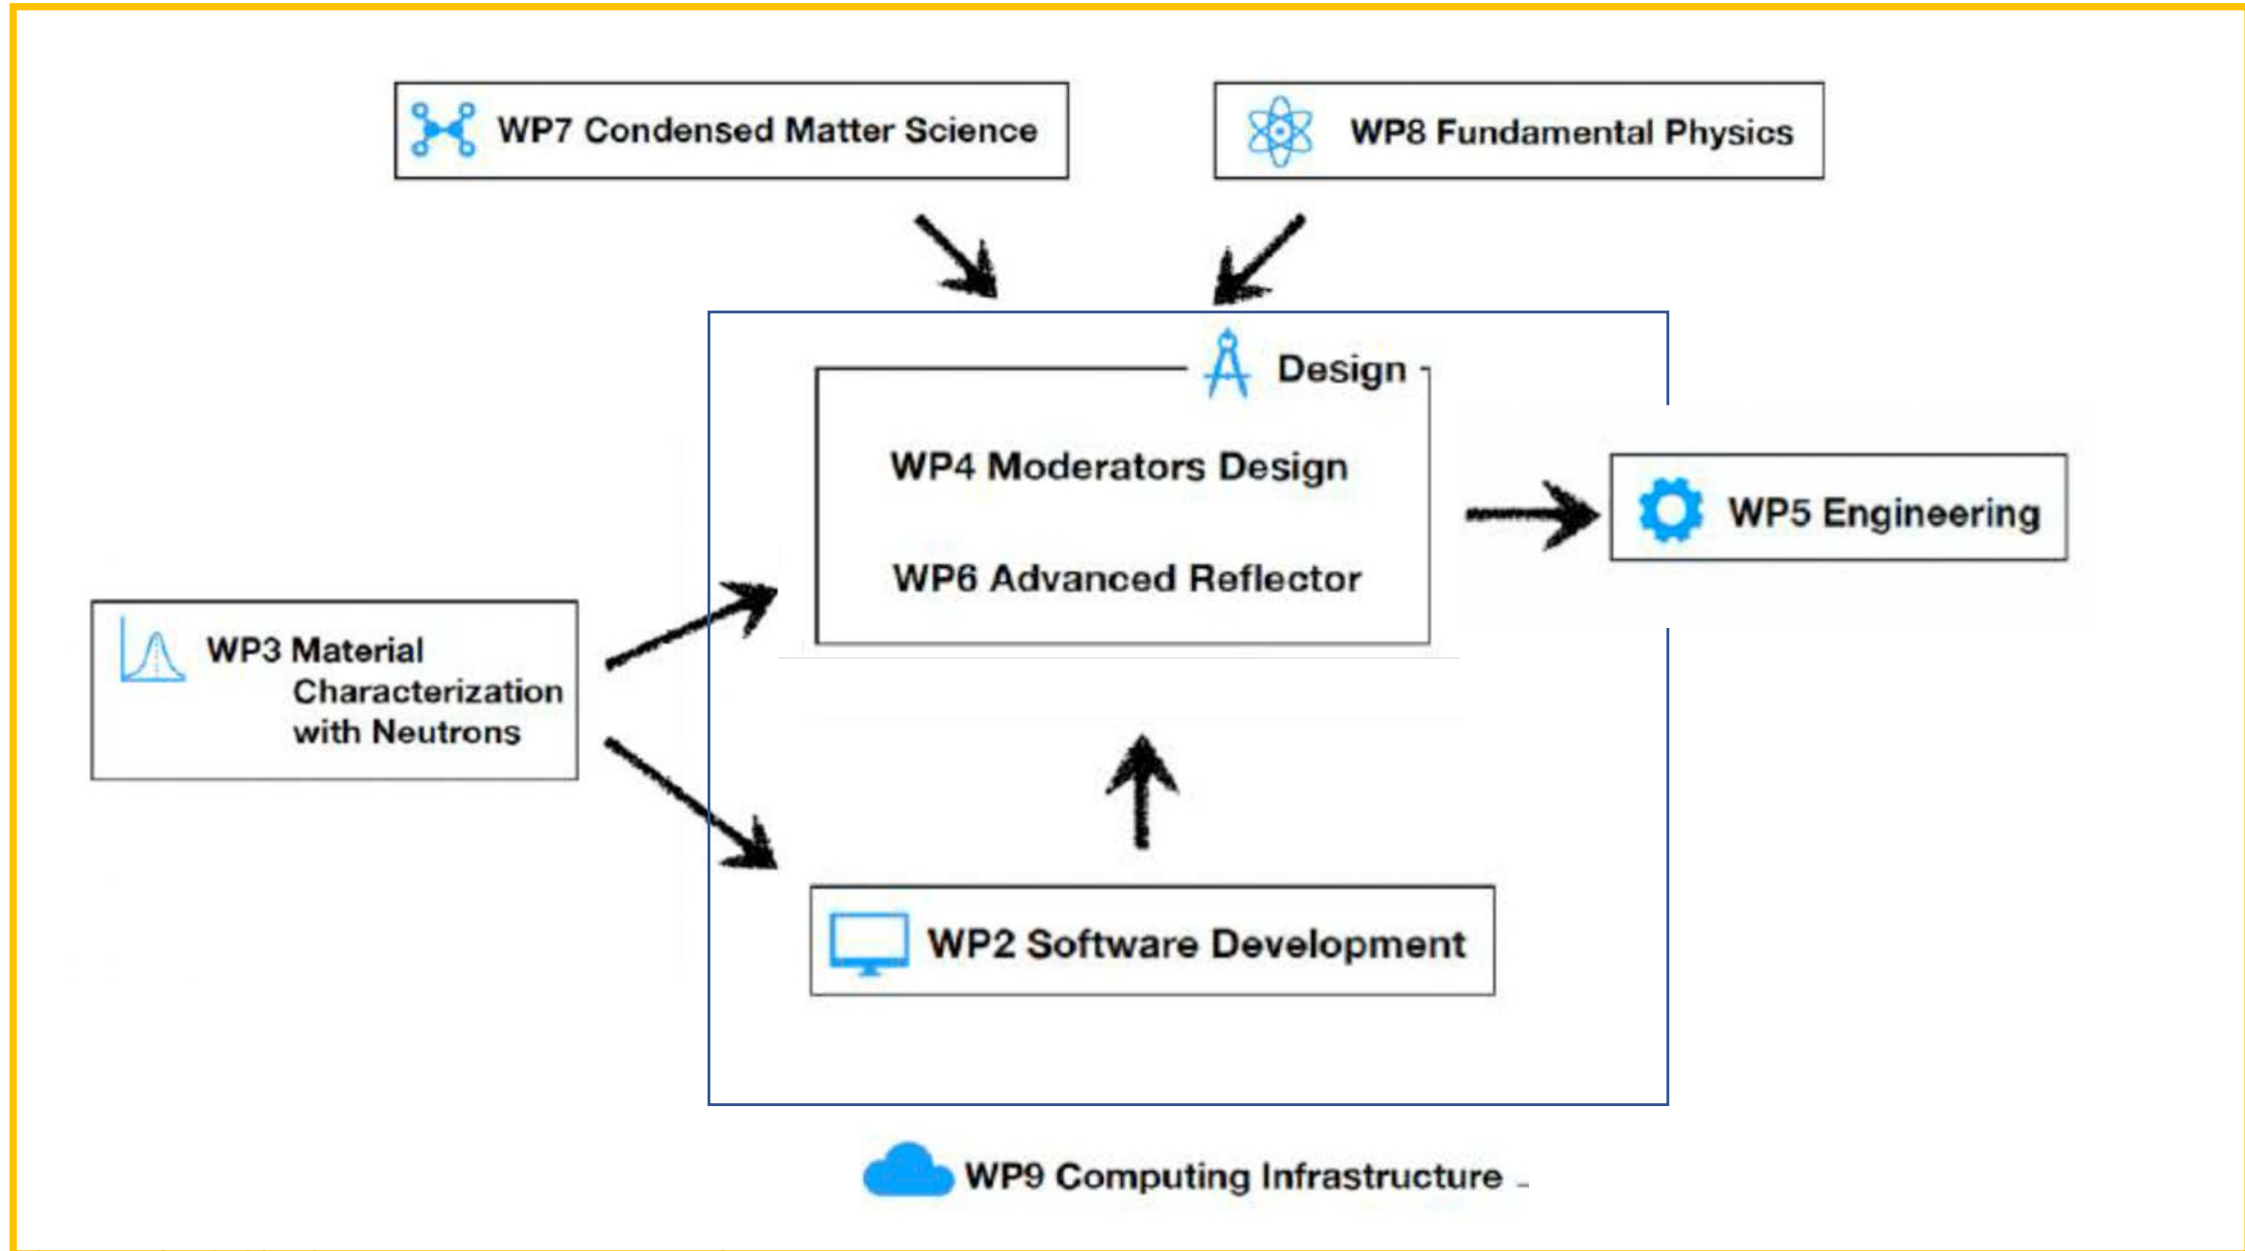 WP7 Condensed Matter Science
WP8 Fundamental Physics
Design
WP4 Moderators Design
WP6 Advanced Reflector
WP5 Engineering
WP3 Material
Characterization
with Neutrons
WP2 Software Development
WP9 Computing Infrastructure